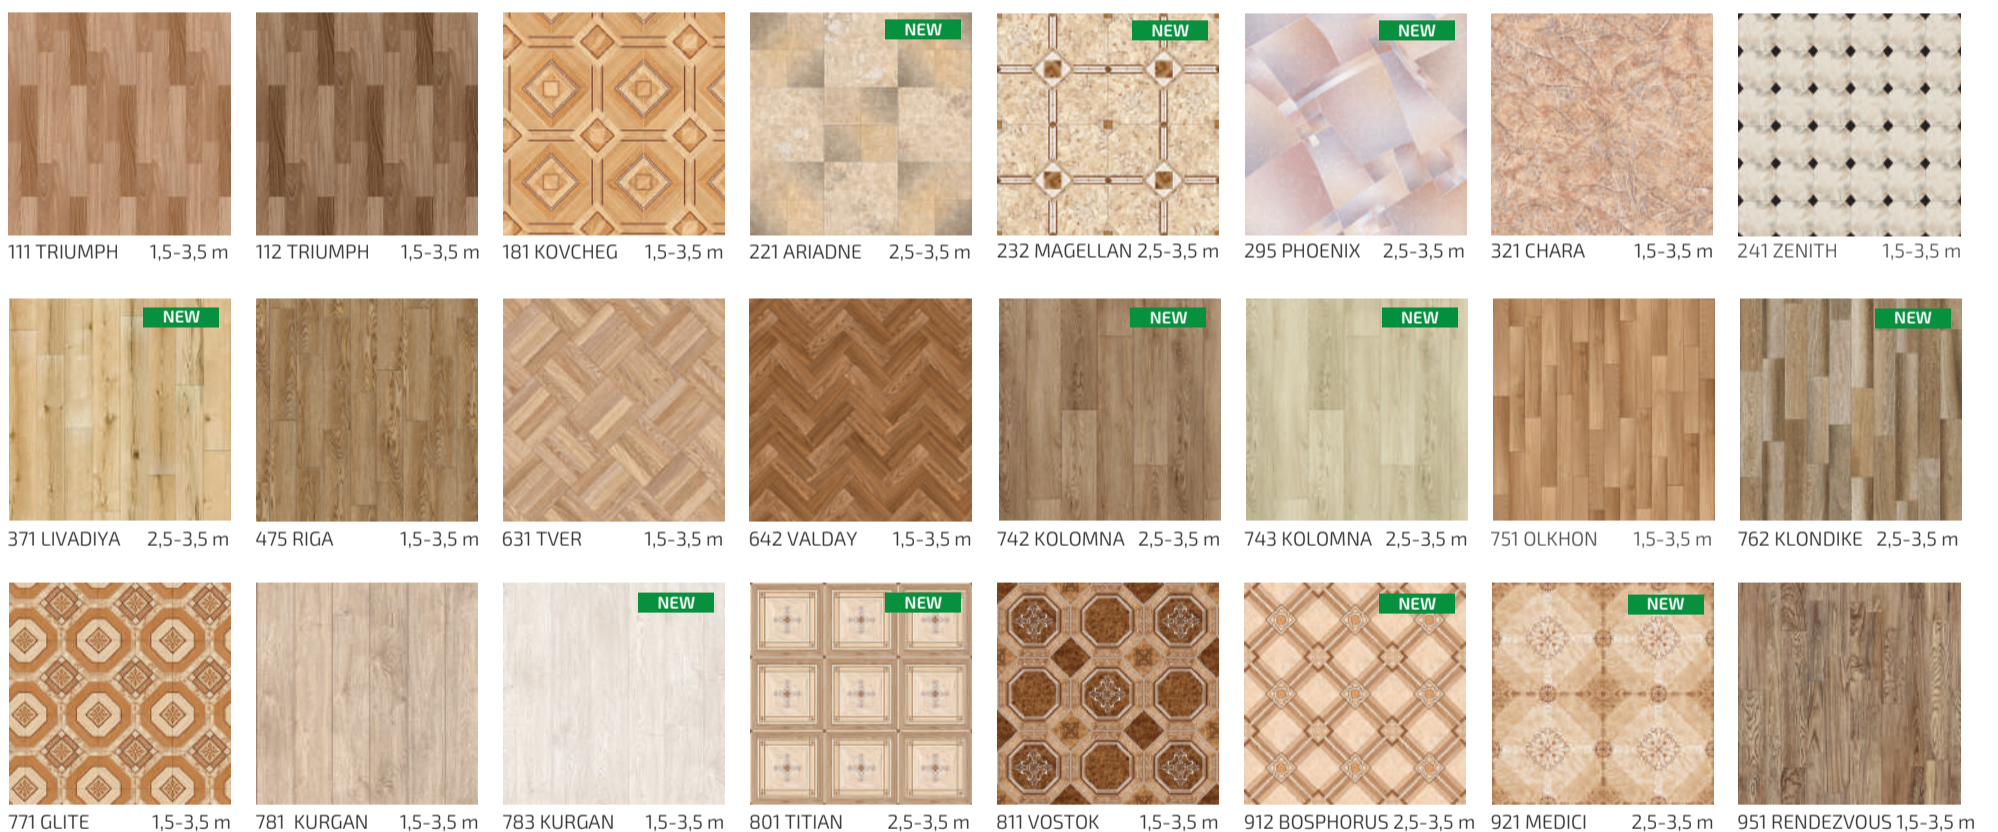 NEW NEW NEW
111 TRIUMPH 1,5-3,5 m 112 TRIUMPH 1,5-3,5 m 181 KOVCHEG 1,5-3,5 m 221 ARIADNE 2,5-3,5 m 232 MAGELLAN 2,5-3,5 m 295 PHOENIX 2,5-3,5 m 321 CHARA 1,5-3,5 m 241 ZENITH 1,5-3,5 m
NEW NEW NEW NEW
371 LIVADIYA 2,5-3,5 m 475 RIGA 1,5-3,5 m 631 TVER 1,5-3,5 m 642 VALDAY 1,5-3,5 m 742 KOLOMNA 2,5-3,5 m 743 KOLOMNA 2,5-3,5 m 751 OLKHON 1,5-3,5 m 762 KLONDIKE 2,5-3,5 m
NEW NEW NEW NEW
771 GLITE 1,5-3,5 m 781 KURGAN 1,5-3,5 m 783 KURGAN 1,5-3,5 m 801 TITIAN 2,5-3,5 m 811 VOSTOK 1,5-3,5 m 912 BOSPHORUS 2,5-3,5 m 921 MEDICI 2,5-3,5 m 951 RENDEZVOUS 1,5-3,5 m